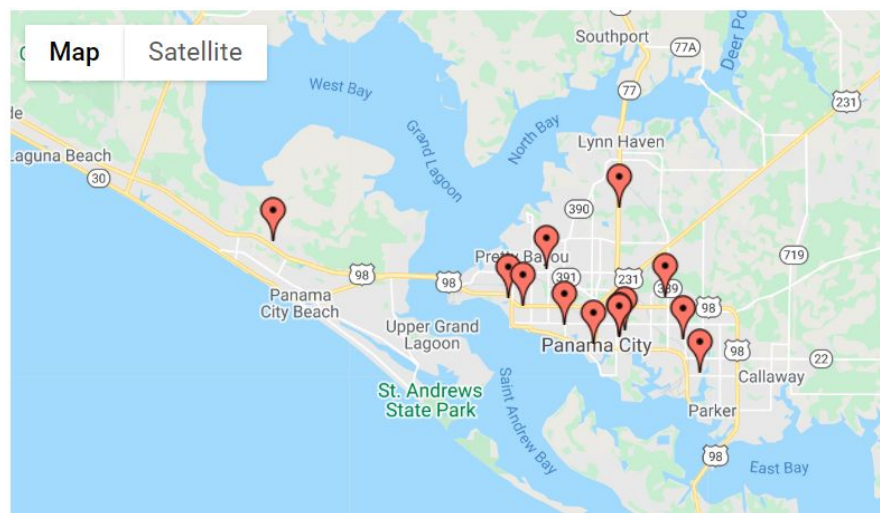 Map Satellite
Southport
77A
Deer Po
West Bay
77
231
Grand Lagoon
North Bay
Lynn Haven
de
Laguna Beach
30
390
719
Pretty Bayou
98
98
391
231
389
98
Panama
City Beach
Upper Grand
Lagoon
Panama City
98
22
Callaway
St. Andrews
State Park
Saint Andrew Bay
Parker
98
East Bay